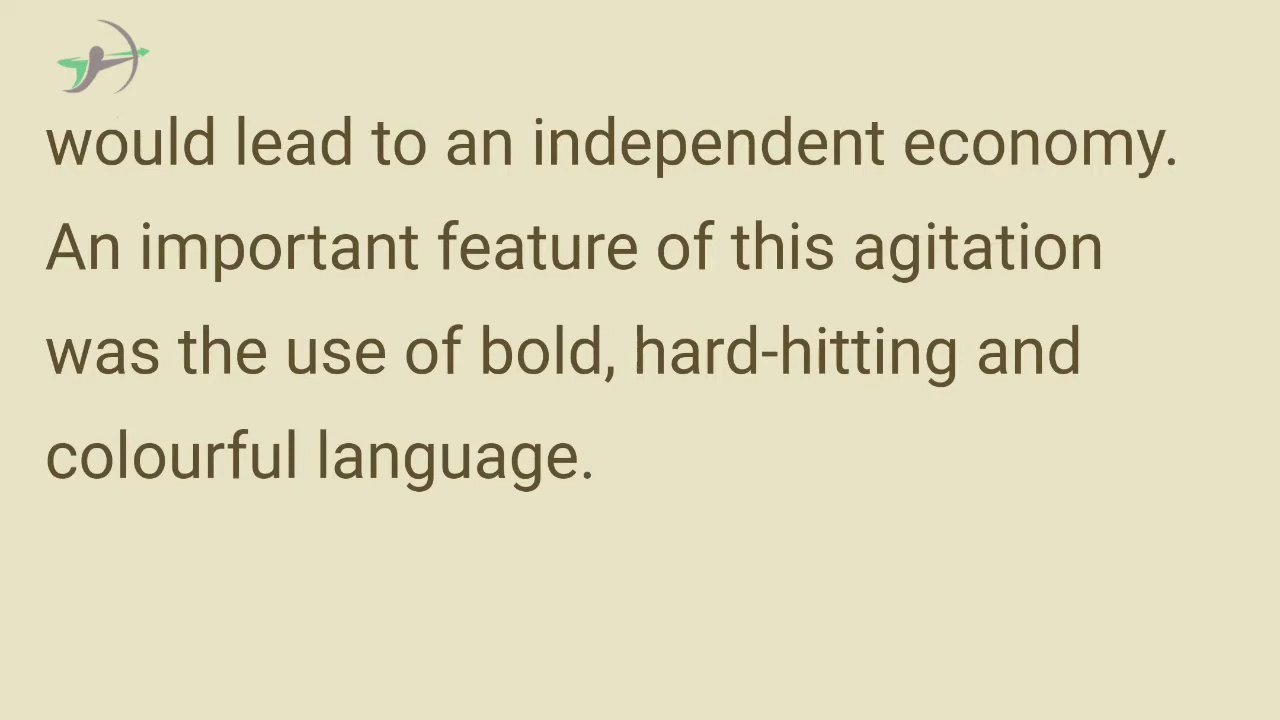 would lead to an independent economy.
An important feature of this agitation
was the use of bold, hard-hitting and
colourful language.